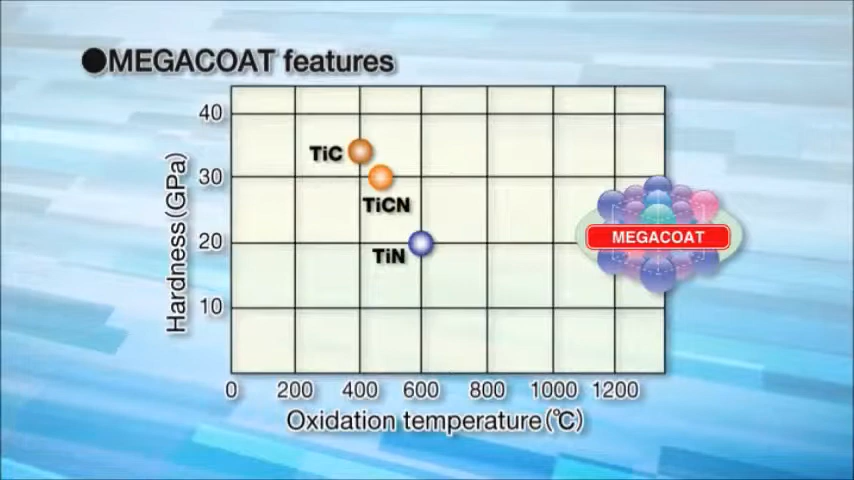 ●MEGACOAT features
40
TiC
30
TiCN
MEGACOAT
20
TiN
10
Hardness(GPa)
0 200 400 600 800 1000 1200
Oxidation temperature(℃)